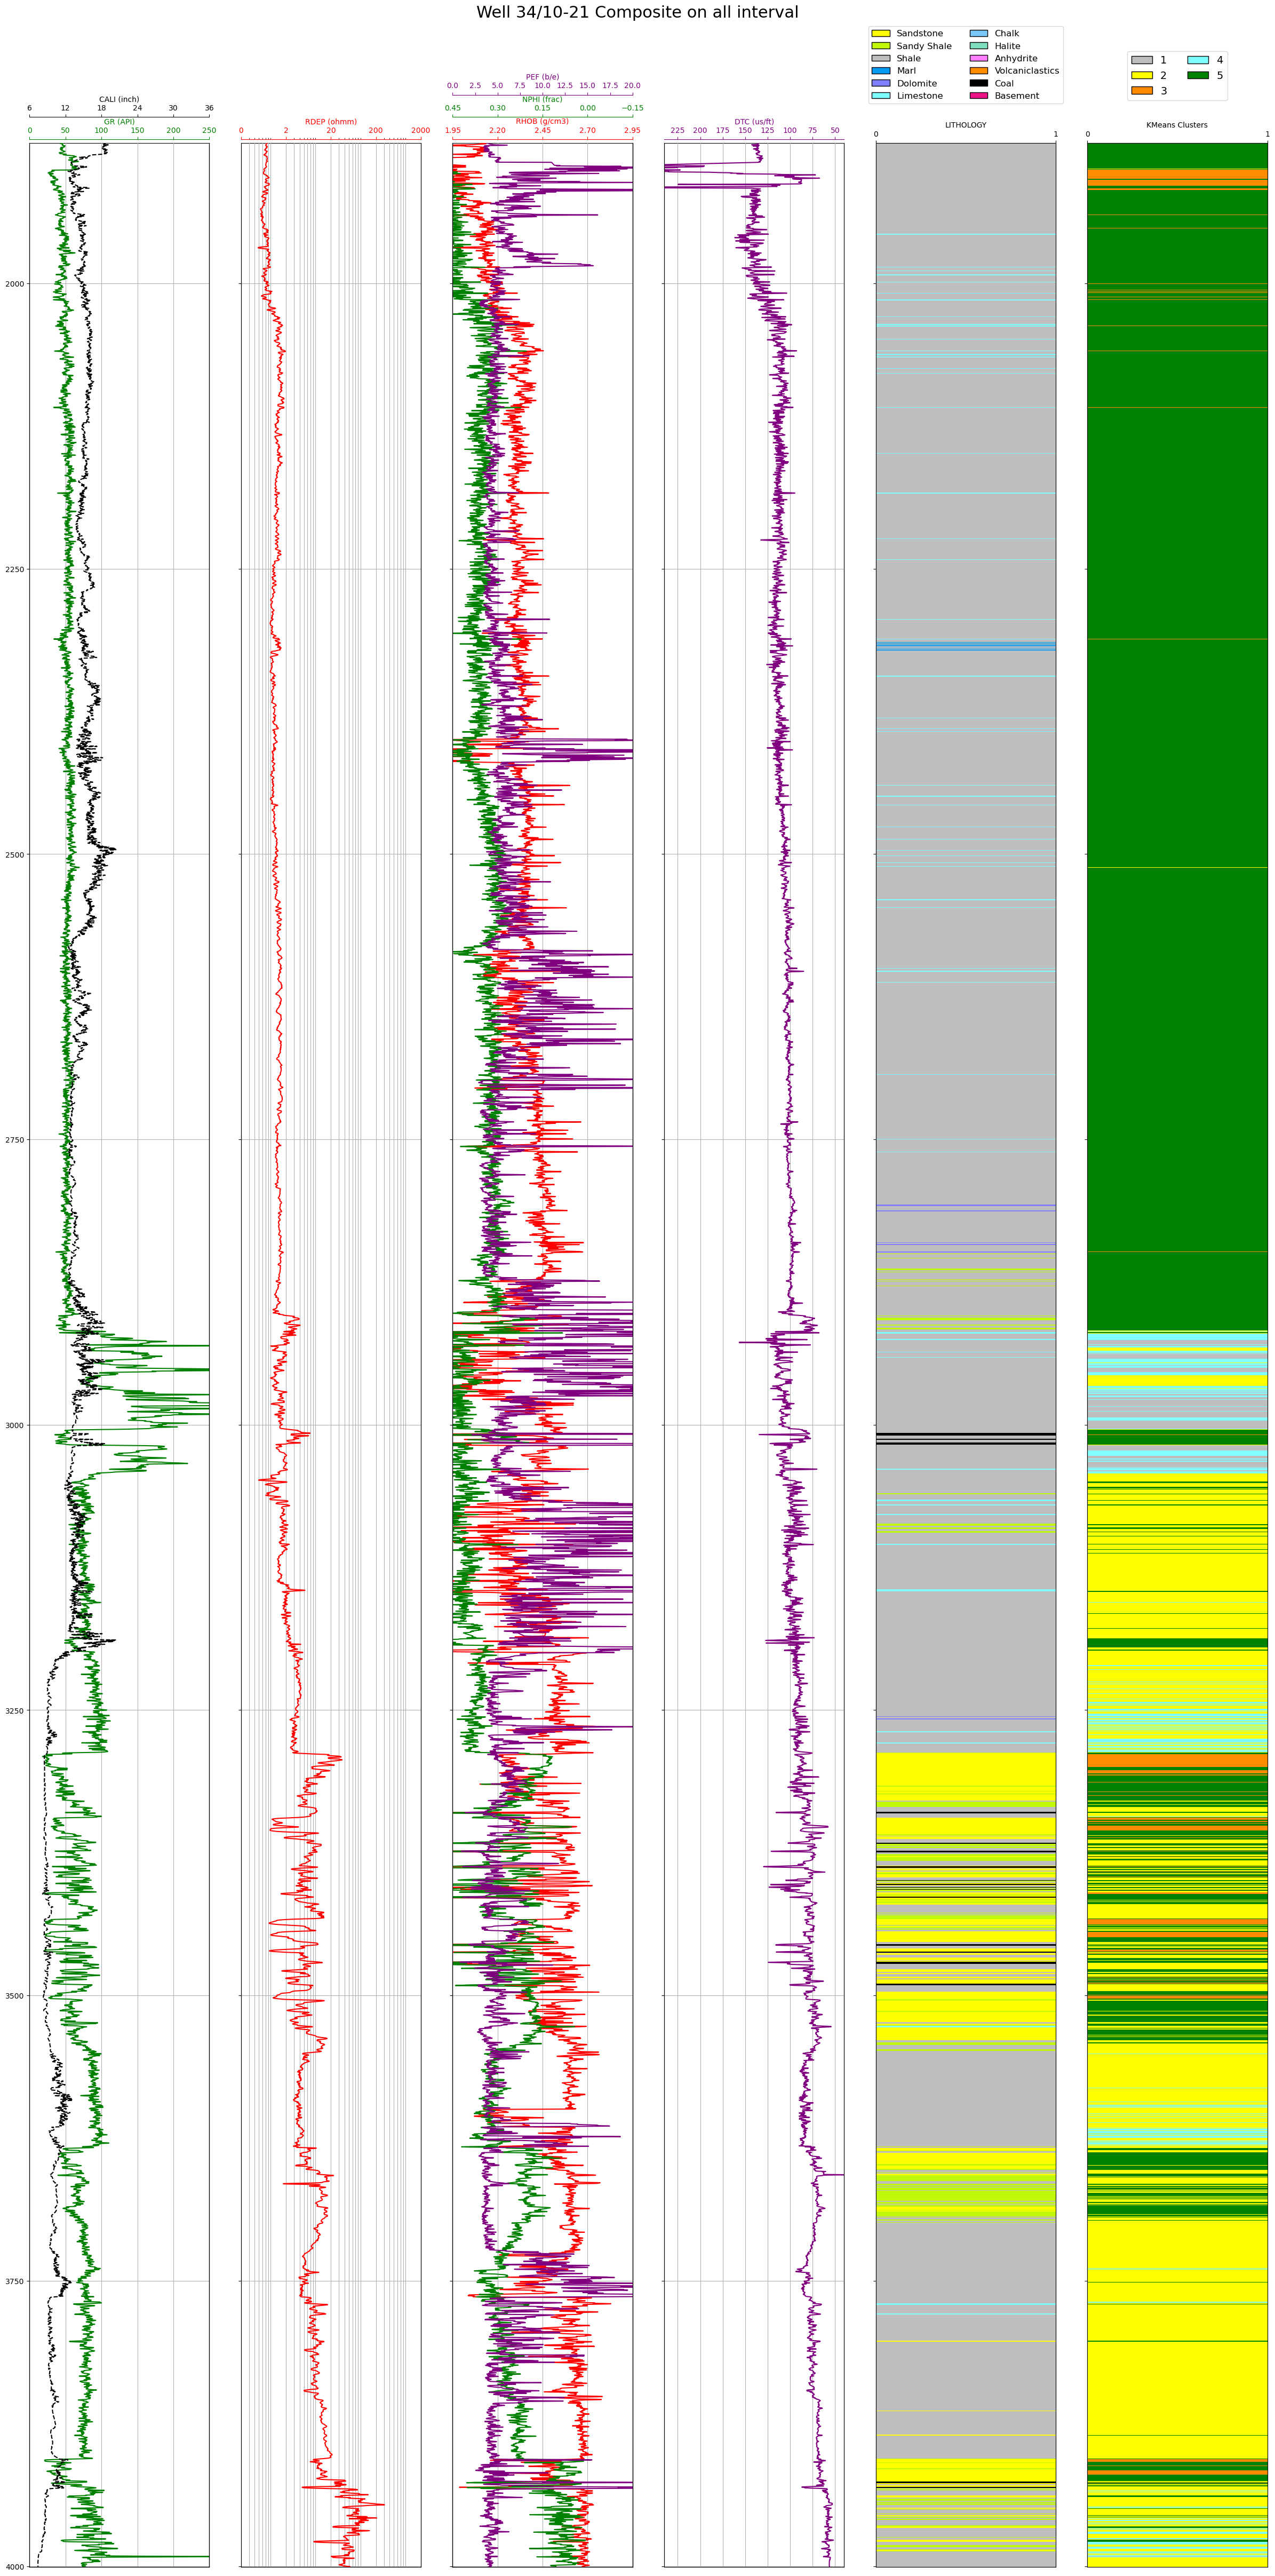 Well 34/10-21 Composite on all interval
Sandstone Chalk
Sandy Shale Halite
Shale Anhydrite
Marl Volcaniclastics
Dolomite Coal
Limestone Basement
1 4
2 5
3
PEF (b/e)
0.0 2.5 5.0 7.5 10.0 12.5 15.0 17.5 20.0
CALI (inch) NPHI (frac)
6 12 18 24 30 36 0.45 0.30 0.15 0.00 −0.15
GR (API) RDEP (ohmm) RHOB (g/cm3) DTC (us/ft) LITHOLOGY KMeans Clusters
0 50 100 150 200 250 0 2 20 200 2000 1.95 2.20 2.45 2.70 2.95 225 200 175 150 125 100 75 50 0 1 0 1
2000
2250
2500
2750
3000
3250
3500
3750
4000